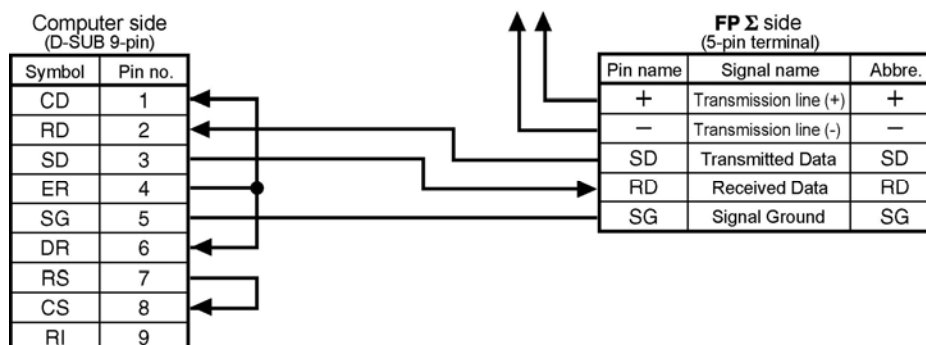 Computer side
(D-SUB 9-pin)
Symbol Pin no.
CD 1
RD 2
SD 3
ER 4
SG 5
DR 6
RS 7
CS 8
RI 9
FP Σ side
(5-pin terminal)
Pin name Signal name Abbre.
+ Transmission line (+) +
− Transmission line (-) −
SD Transmitted Data SD
RD Received Data RD
SG Signal Ground SG